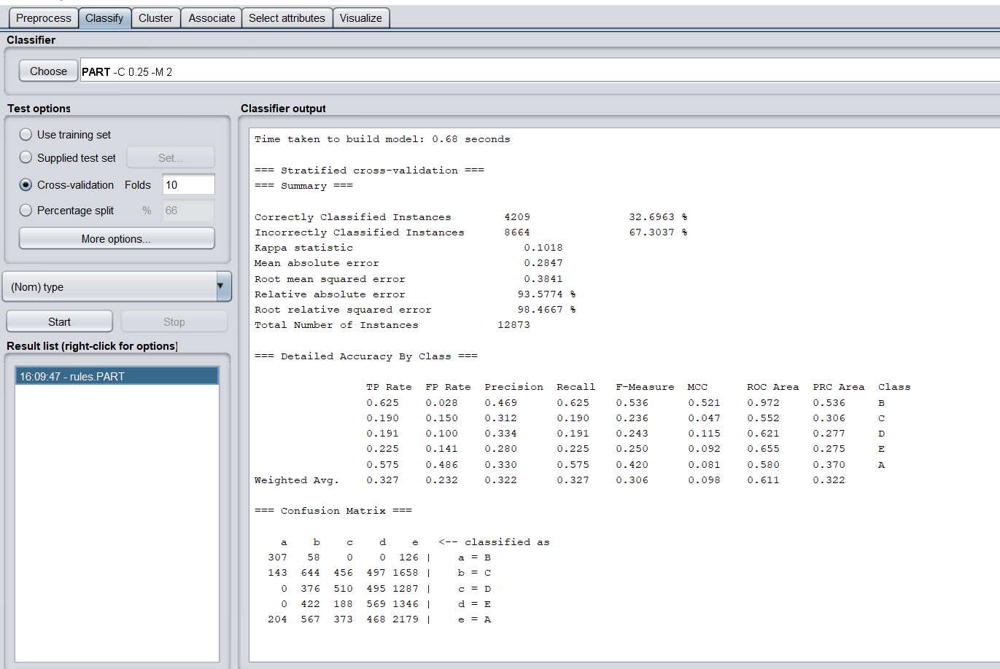 Preprocess Classify Cluster Associate Select attributes Visualize
Classifier
Choose PART -C 0.25 -M 2
Test options
Use training set
Supplied test set Set...
Cross-validation Folds 10
Percentage split % 66
More options...
(Nom) type
Start Stop
Result list (right-click for options)
16:09:47 - rules.PART
Classifier output
Time taken to build model: 0.68 seconds
=== Stratified cross-validation ===
=== Summary ===
Correctly Classified Instances 4209 32.6963 %
Incorrectly Classified Instances 8664 67.3037 %
Kappa statistic 0.1018
Mean absolute error 0.2847
Root mean squared error 0.3841
Relative absolute error 93.5774 %
Root relative squared error 98.4667 %
Total Number of Instances 12873
=== Detailed Accuracy By Class ===
TP Rate FP Rate Precision Recall F-Measure MCC ROC Area PRC Area Class
0.625 0.028 0.469 0.625 0.536 0.521 0.972 0.536 B
0.190 0.150 0.312 0.190 0.236 0.047 0.552 0.306 C
0.191 0.100 0.334 0.191 0.243 0.115 0.621 0.277 D
0.225 0.141 0.280 0.225 0.250 0.092 0.655 0.275 E
0.575 0.486 0.330 0.575 0.420 0.081 0.580 0.370 A
Weighted Avg. 0.327 0.232 0.322 0.327 0.306 0.098 0.611 0.322
=== Confusion Matrix ===
a b c d e <-- classified as
307 58 0 0 126 | a = B
143 644 456 497 1658 | b = C
0 376 510 495 1287 | c = D
0 422 188 569 1346 | d = E
204 567 373 468 2179 | e = A